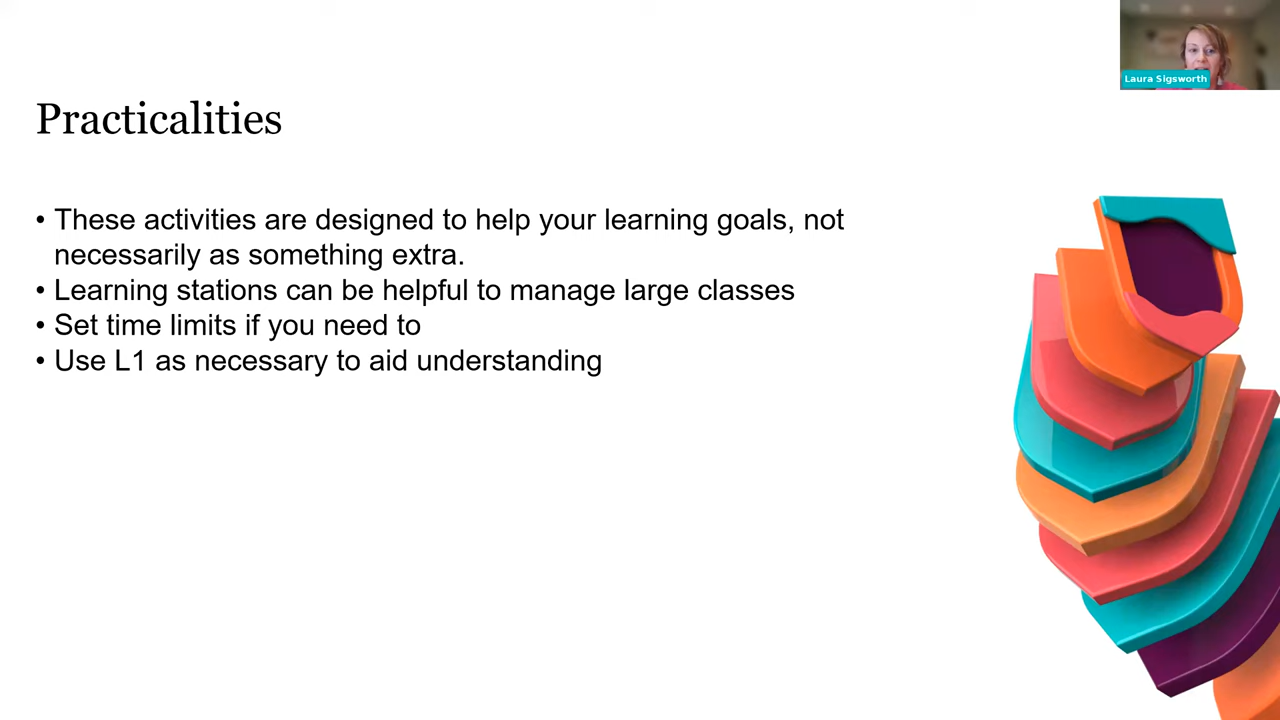 Laura Sigsworth
Practicalities
• These activities are designed to help your learning goals, not
necessarily as something extra.
• Learning stations can be helpful to manage large classes
• Set time limits if you need to
• Use L1 as necessary to aid understanding